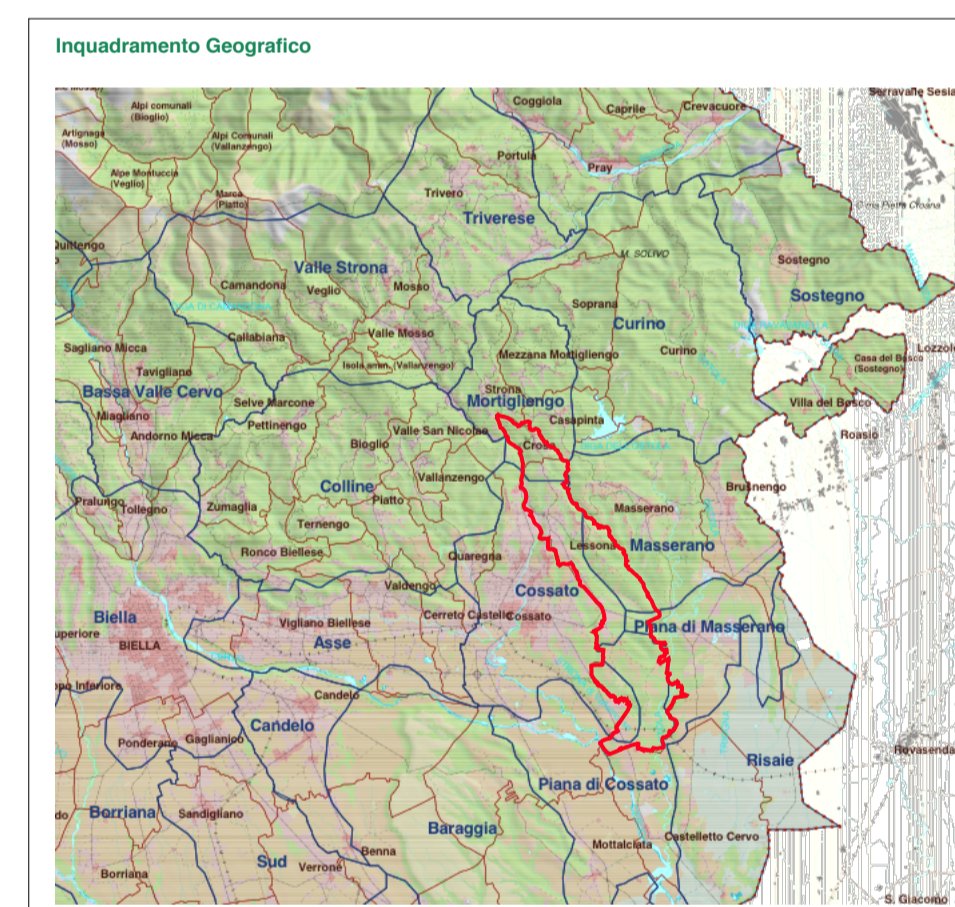 Inquadramento Geografico
Serravalle Sesia
Coggiola
Caprile
Crevacuore
Alpi comunali
(Bioglio)
Artignaga
(Mosso)
Alpi Comunali
(Vallanzengo)
Portula
Pray
Alpe Montuccia
(Veglio)
Marca
(Piatto)
Trivero
Triverese
Cima Pietra Croana
M. SOLIVO
Quittengo
Valle Strona
Sostegno
Camandona
Veglio
Mosso
Sostegno
Soprana
Curino
Callabiana
Valle Mosso
Sagliano Micca
Mezzana Mortigliengo
Curino
Lozzolo
Isola amm. (Vallanzengo)
Casa del Bosco
(Sostegno)
Tavigliano
Bassa Valle Cervo
Strona
Mortigliengo
Selve Marcone
Villa del Bosco
Miagliano
Pettinengo
Casapinta
Andorno Micca
Bioglio
Valle San Nicolao
Crosa
Roasio
Vallanzengo
Colline
Piatto
Brusnengo
Pralungo
Tollegno
Zumaglia
Masserano
Ternengo
Lessona
Masserano
Ronco Biellese
Quaregna
Valdengo
Cossato
Biella
Vigliano Biellese
Cerreto Castello
Cossato
Piana di Masserano
BIELLA
Asse
Candelo
Candelo
Ponderano
Gaglianico
Rovasenda
Risaie
Piana di Cossato
Borriana
Sandigliano
Baraggia
Castelletto Cervo
Mottalciata
Benna
Sud
Verrone
Borriana
S. Giacomo